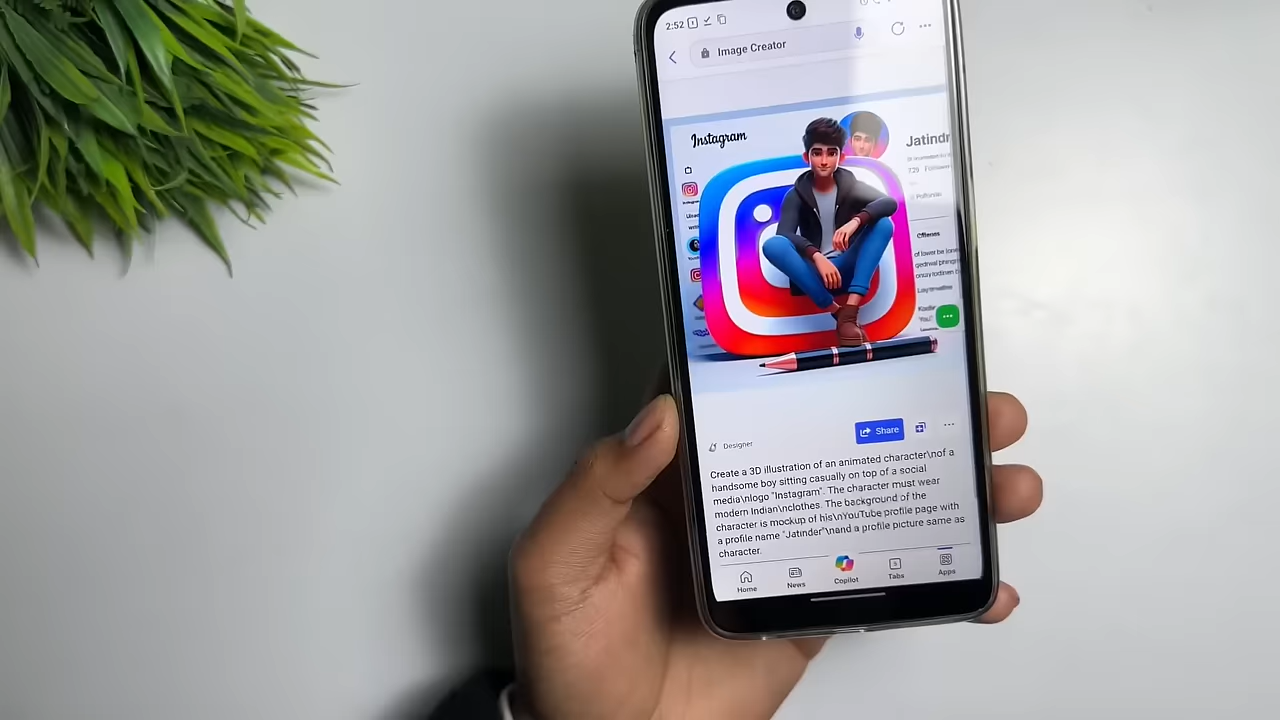 2:52
Image Creator
Instagram
Jatindr
7.20
Share
Designer
Create a 3D illustration of an animated character\nof a
handsome boy sitting casually on top of a social
media\nlogo "Instagram". The character must wear
modern Indian\nclothes. The background of the
character is mockup of his\nYouTube profile page with
a profile name "Jatinder"\nand a profile picture same as
character.
Home
News
Copilot
Tabs
Apps